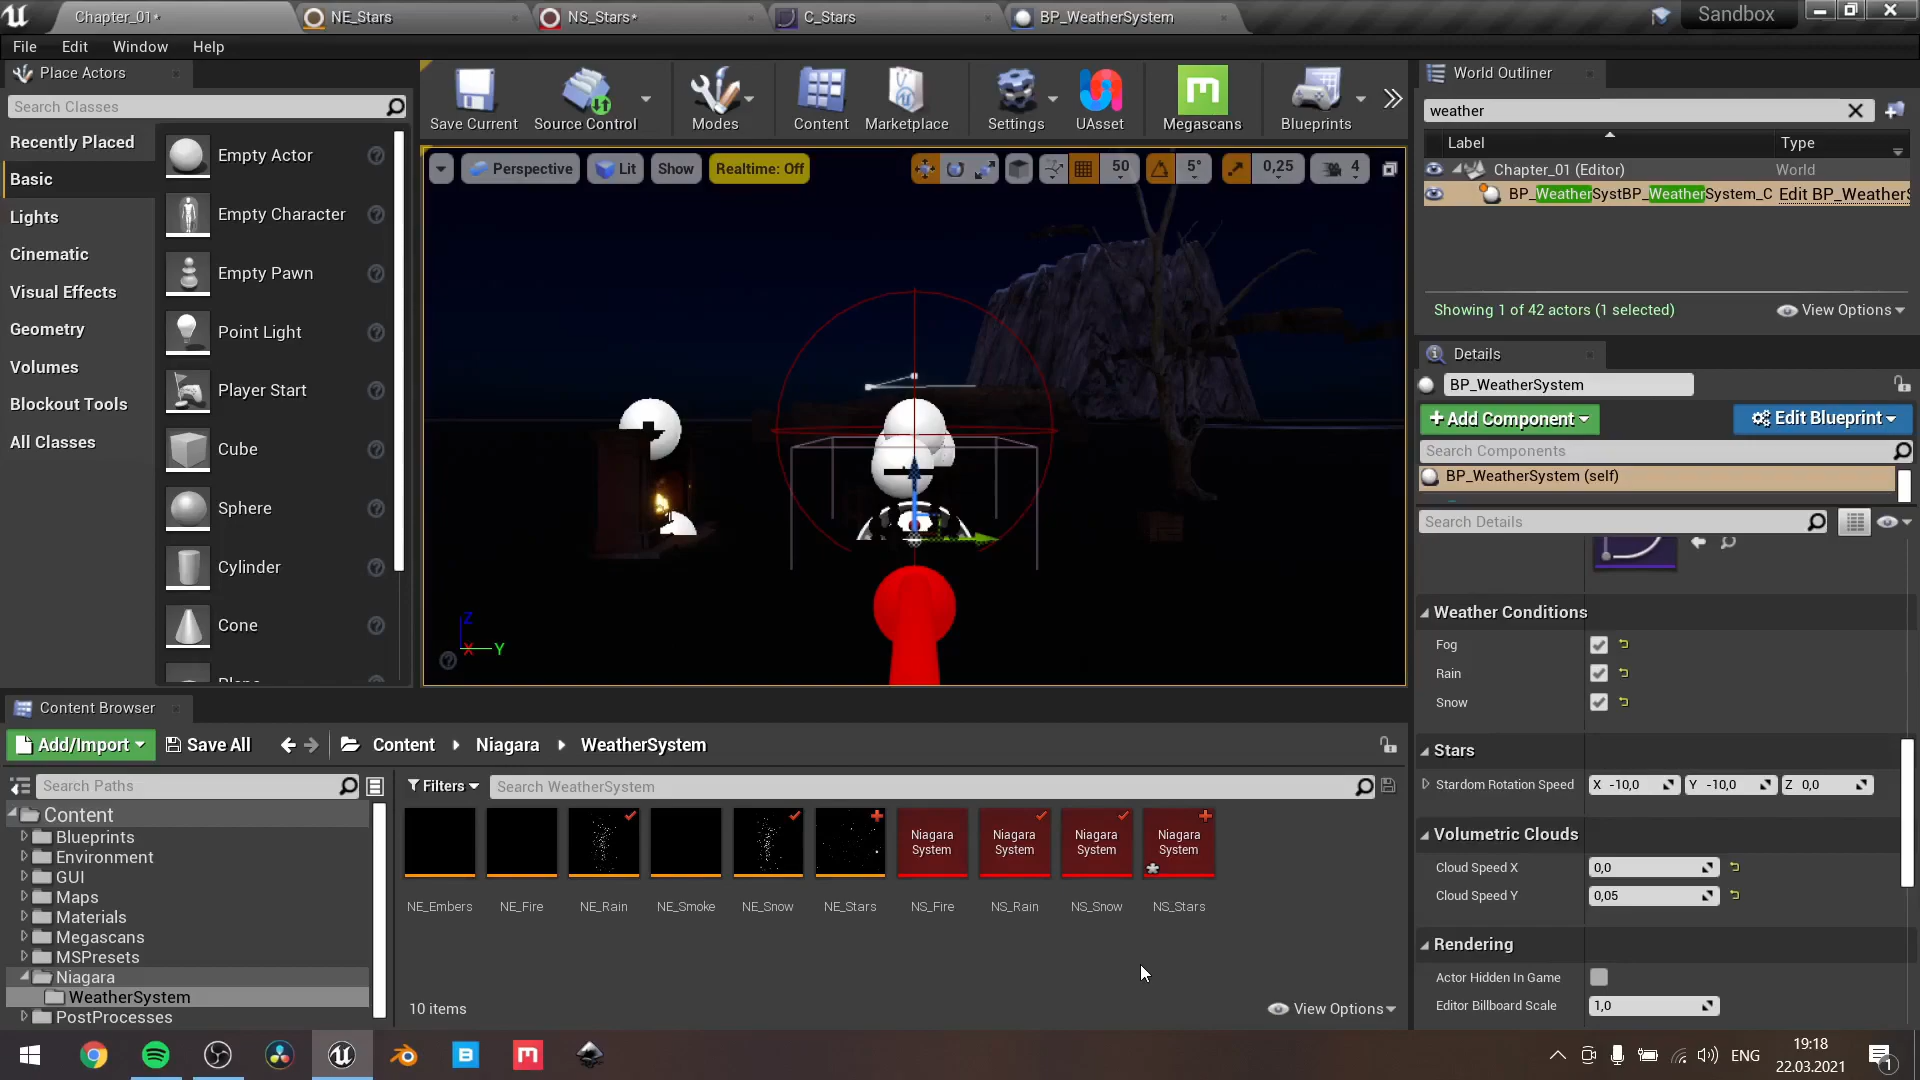 Chapter_01*
NE_Stars
NS_Stars*
C_Stars
BP_WeatherSystem
Sandbox
File Edit Window Help
Place Actors
Search Classes
Recently Placed
Basic
Lights
Cinematic
Visual Effects
Geometry
Volumes
Blockout Tools
All Classes
Empty Actor
Empty Character
Empty Pawn
Point Light
Player Start
Cube
Sphere
Cylinder
Cone
Save Current
Source Control
Modes
Content
Marketplace
Settings
UAsset
Megascans
Blueprints
Perspective
Lit
Show
Realtime: Off
50
5°
0,25
4
Z
X
Y
World Outliner
weather
Label
Type
Chapter_01 (Editor)
World
BP_WeatherSystBP_WeatherSystem_C
Edit BP_WeatherS
Showing 1 of 42 actors (1 selected)
View Options
Details
BP_WeatherSystem
+Add Component
Edit Blueprint
Search Components
BP_WeatherSystem (self)
Search Details
Weather Conditions
Fog
Rain
Snow
Stars
Stardom Rotation Speed
X -10,0
Y -10,0
Z 0,0
Volumetric Clouds
Cloud Speed X
0,0
Cloud Speed Y
0,05
Rendering
Actor Hidden In Game
Editor Billboard Scale
1,0
Content Browser
Add/Import
Save All
Content
Niagara
WeatherSystem
Search Paths
Filters
Search WeatherSystem
Content
Blueprints
Environment
GUI
Maps
Materials
Megascans
MSPresets
Niagara
WeatherSystem
PostProcesses
Niagara System
Niagara System
Niagara System
Niagara System
NE_Embers
NE_Fire
NE_Rain
NE_Smoke
NE_Snow
NE_Stars
NS_Fire
NS_Rain
NS_Snow
NS_Stars
10 items
View Options
ENG
19:18
22.03.2021
1